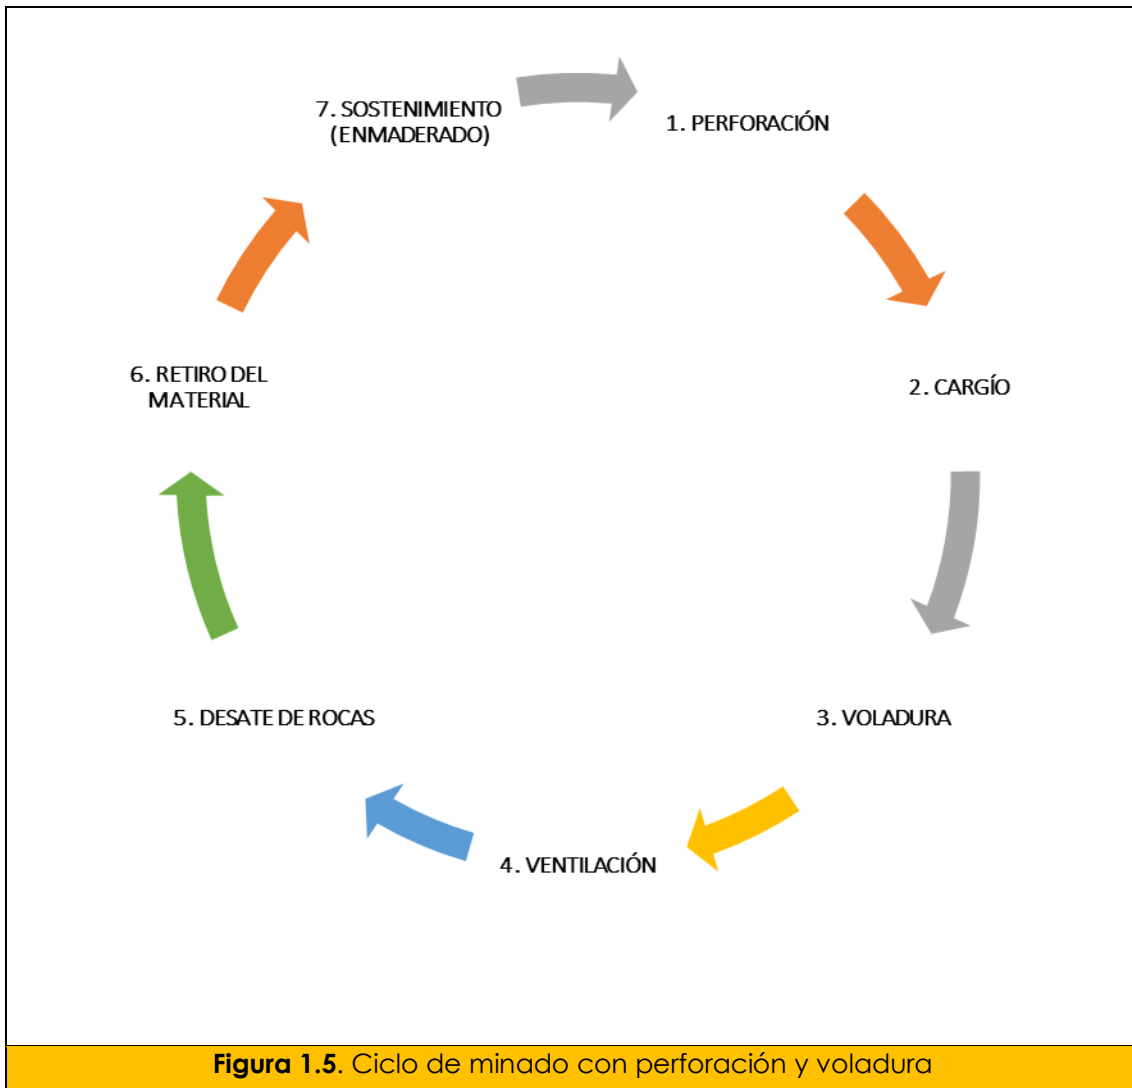 7. SOSTENIMIENTO
(ENMADERADO)
1. PERFORACIÓN
2. CARGÍO
3. VOLADURA
4. VENTILACIÓN
5. DESATE DE ROCAS
6. RETIRO DEL
MATERIAL
Figura 1.5. Ciclo de minado con perforación y voladura